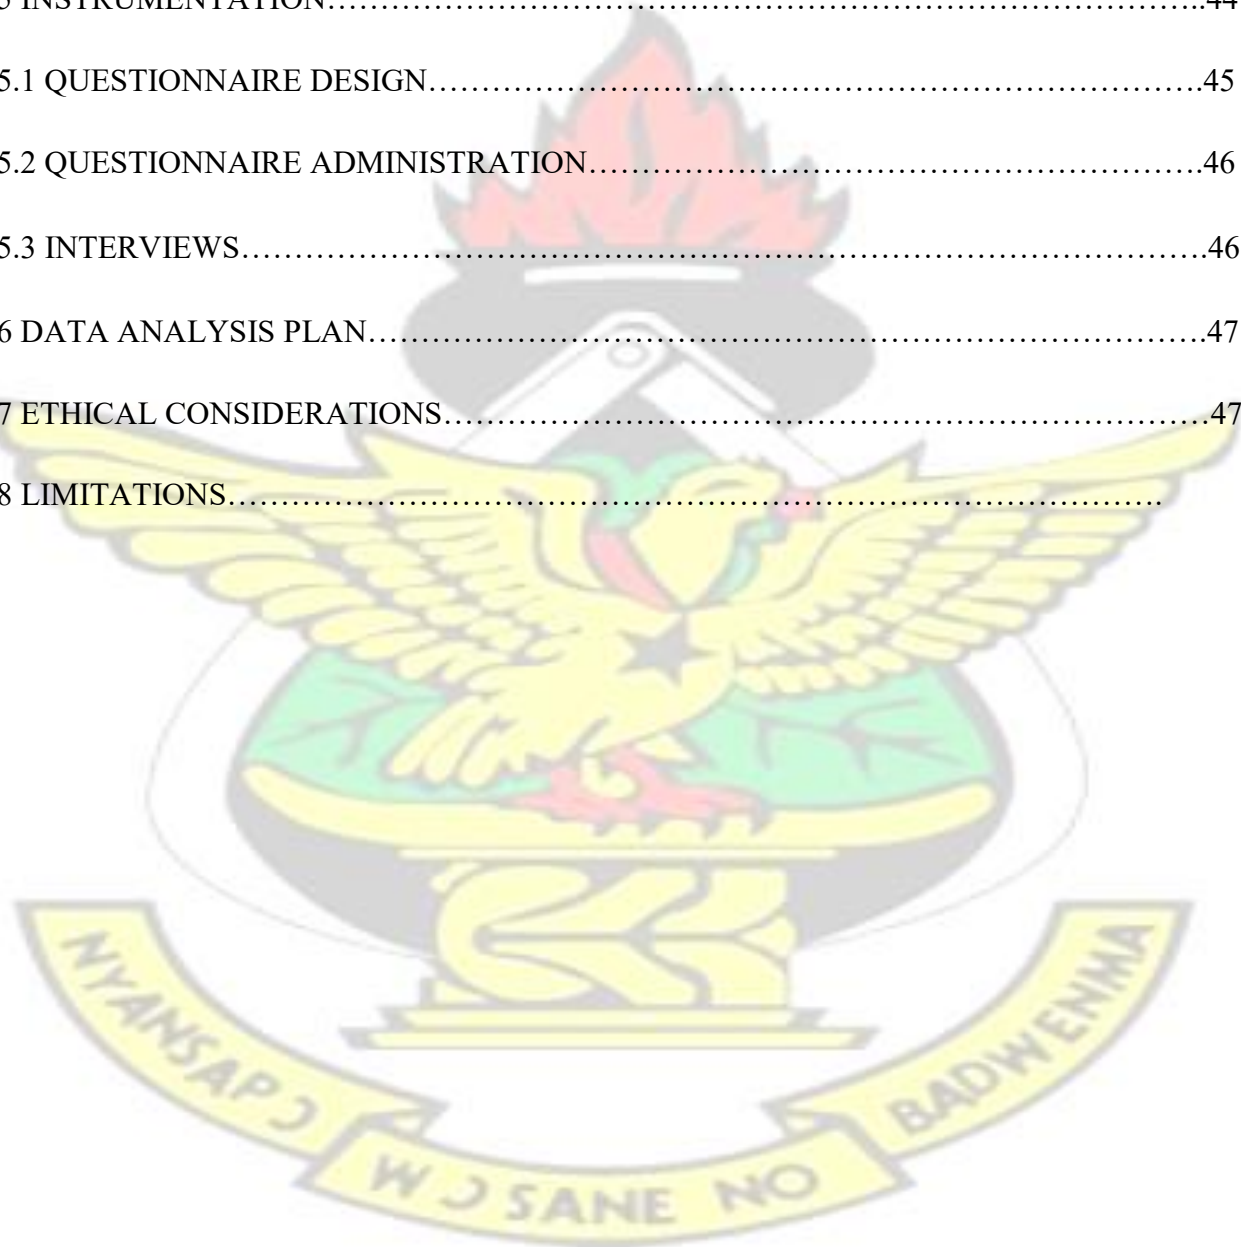 5 INSTRUMENTATION……………………………………………………………………………..44
5.1 QUESTIONNAIRE DESIGN…………………………………………………………………….45
5.2 QUESTIONNAIRE ADMINISTRATION……………………………………………………….46
5.3 INTERVIEWS…………………………………………………………………………………….46
6 DATA ANALYSIS PLAN………………………………………………………………………….47
7 ETHICAL CONSIDERATIONS……………………………………………………………………47
8 LIMITATIONS………………………………………………………………………………….
NYANSAPƆ
WƆSANE NO
BADWENMA